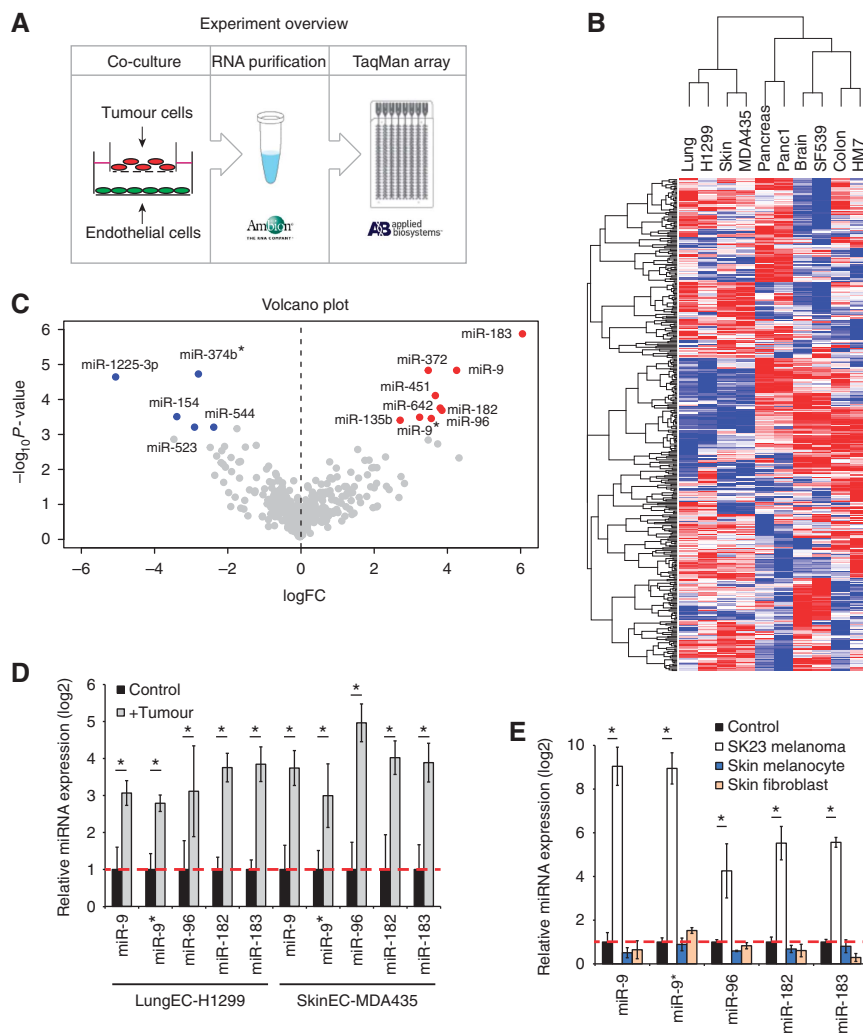 A
Experiment overview
Co-culture
RNA purification
TaqMan array
Tumour cells
Endothelial cells
Ambion®
THE RNA COMPANY®
AB applied biosystems™
B
Lung
H1299
Skin
MDA435
Pancreas
Panc1
Brain
SF539
Colon
HM7
C
Volcano plot
–log10 P - value
6
5
4
3
2
1
0
miR-183
miR-374b*
miR-1225-3p
miR-372
miR-9
miR-451
miR-154
miR-544
miR-642
miR-182
miR-135b
miR-96
miR-9*
miR-523
–6
–4
–2
0
2
4
6
logFC
D
Relative miRNA expression (log2)
6
5
4
3
2
1
0
Control
+Tumour
* * * * * * * * * *
miR-9
miR-9*
miR-96
miR-182
miR-183
miR-9
miR-9*
miR-96
miR-182
miR-183
LungEC-H1299
SkinEC-MDA435
E
Relative miRNA expression (log2)
10
8
6
4
2
0
Control
SK23 melanoma
Skin melanocyte
Skin fibroblast
* * * * *
miR-9
miR-9*
miR-96
miR-182
miR-183